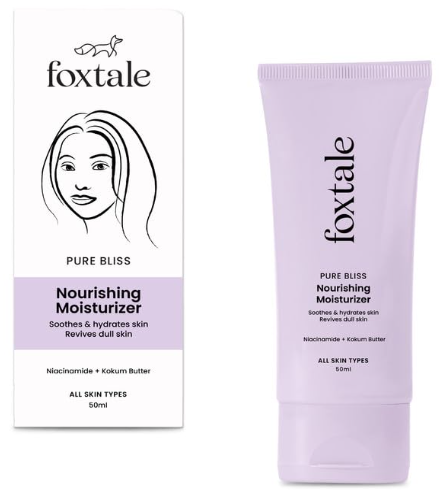 foxtale
PURE BLISS
Nourishing
Moisturizer
Soothes & hydrates skin
Revives dull skin
Niacinamide + Kokum Butter
ALL SKIN TYPES
50ml
foxtale
PURE BLISS
Nourishing
Moisturizer
Soothes & hydrates skin
Revives dull skin
Niacinamide + Kokum Butter
ALL SKIN TYPES
50ml